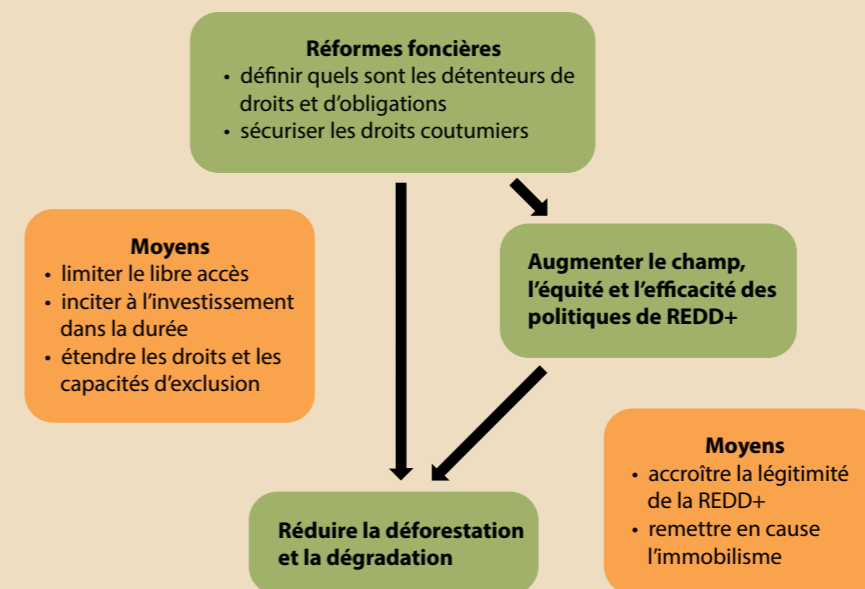 Réformes foncières
• définir quels sont les détenteurs de
droits et d'obligations
• sécuriser les droits coutumiers
Moyens
• limiter le libre accès
• inciter à l'investissement
dans la durée
• étendre les droits et les
capacités d'exclusion
Augmenter le champ,
l'équité et l'efficacité des
politiques de REDD+
Moyens
• accroître la légitimité
de la REDD+
• remettre en cause
l'immobilisme
Réduire la déforestation
et la dégradation